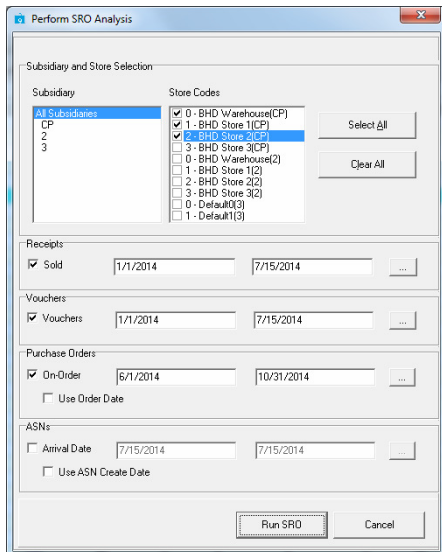 Perform SRO Analysis
Subsidiary and Store Selection
Subsidiary
Store Codes
All Subsidiaries
CP
2
3
0 - BHD Warehouse(CP)
1 - BHD Store 1(CP)
2 - BHD Store 2(CP)
3 - BHD Store 3(CP)
0 - BHD Warehouse(2)
1 - BHD Store 1(2)
2 - BHD Store 2(2)
3 - BHD Store 3(2)
0 - Default0(3)
1 - Default1(3)
Select All
Clear All
Receipts
Sold 1/1/2014 7/15/2014 ...
Vouchers
Vouchers 1/1/2014 7/15/2014 ...
Purchase Orders
On-Order 6/1/2014 10/31/2014 ...
Use Order Date
ASNs
Arrival Date 7/15/2014 7/15/2014 ...
Use ASN Create Date
Run SRO Cancel